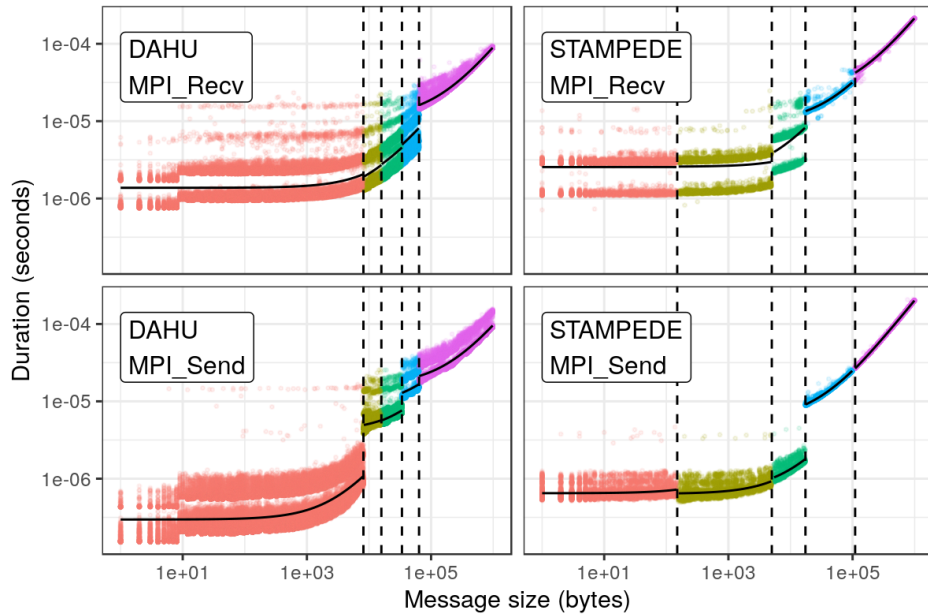 DAHU
MPI_Recv
STAMPEDE
MPI_Recv
1e-04
1e-05
1e-06
Duration (seconds)
DAHU
MPI_Send
STAMPEDE
MPI_Send
1e-04
1e-05
1e-06
1e+01
1e+03
1e+05
1e+01
1e+03
1e+05
Message size (bytes)